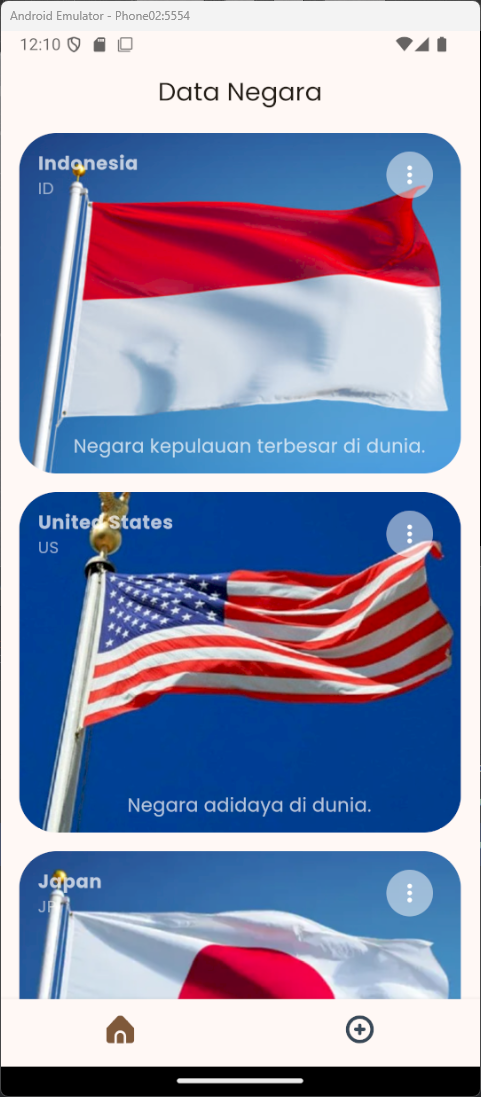 Android Emulator - Phone02:5554
12:10
Data Negara
Indonesia
ID
Negara kepulauan terbesar di dunia.
United States
US
Negara adidaya di dunia.
Japan
JP